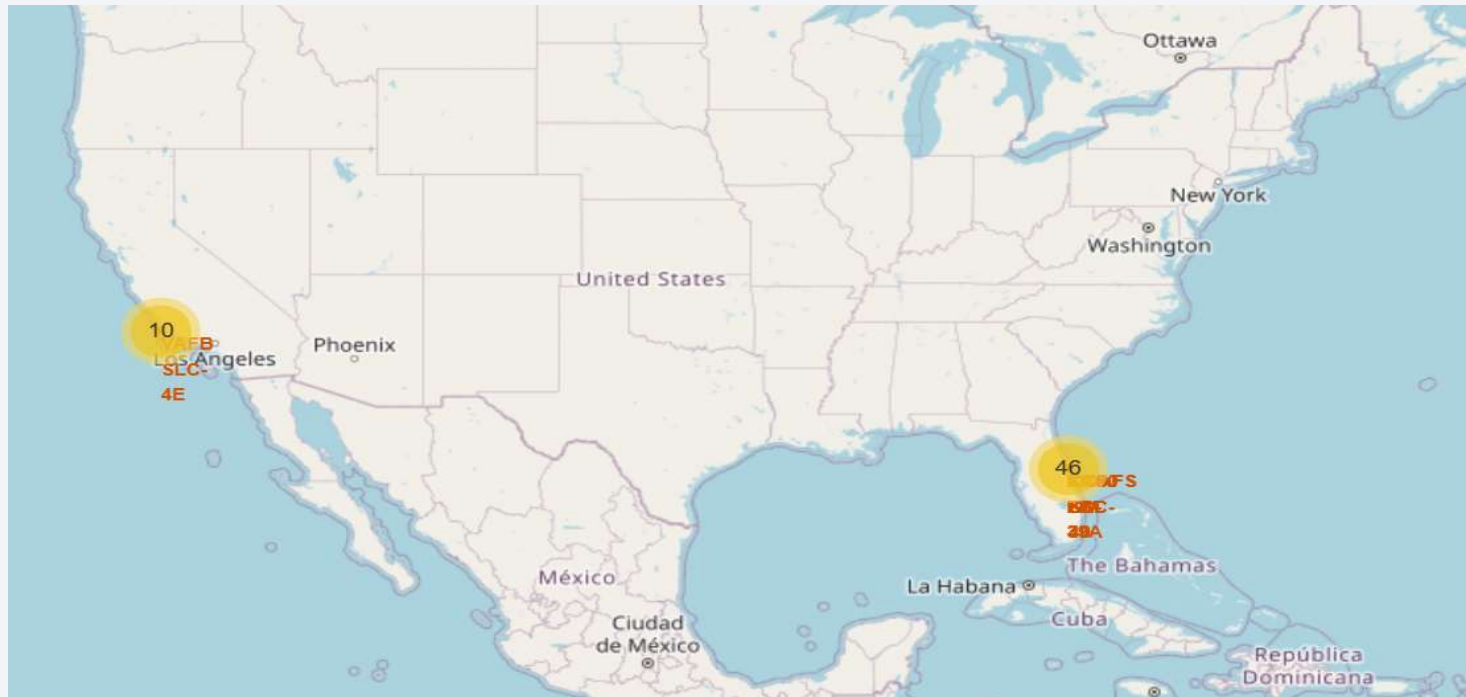 Ottawa
New York
Washington
United States
10
VAFB
SLC-
4E
Los Angeles
Phoenix
46
La Habana
The Bahamas
México
Cuba
Ciudad
de México
República
Dominicana